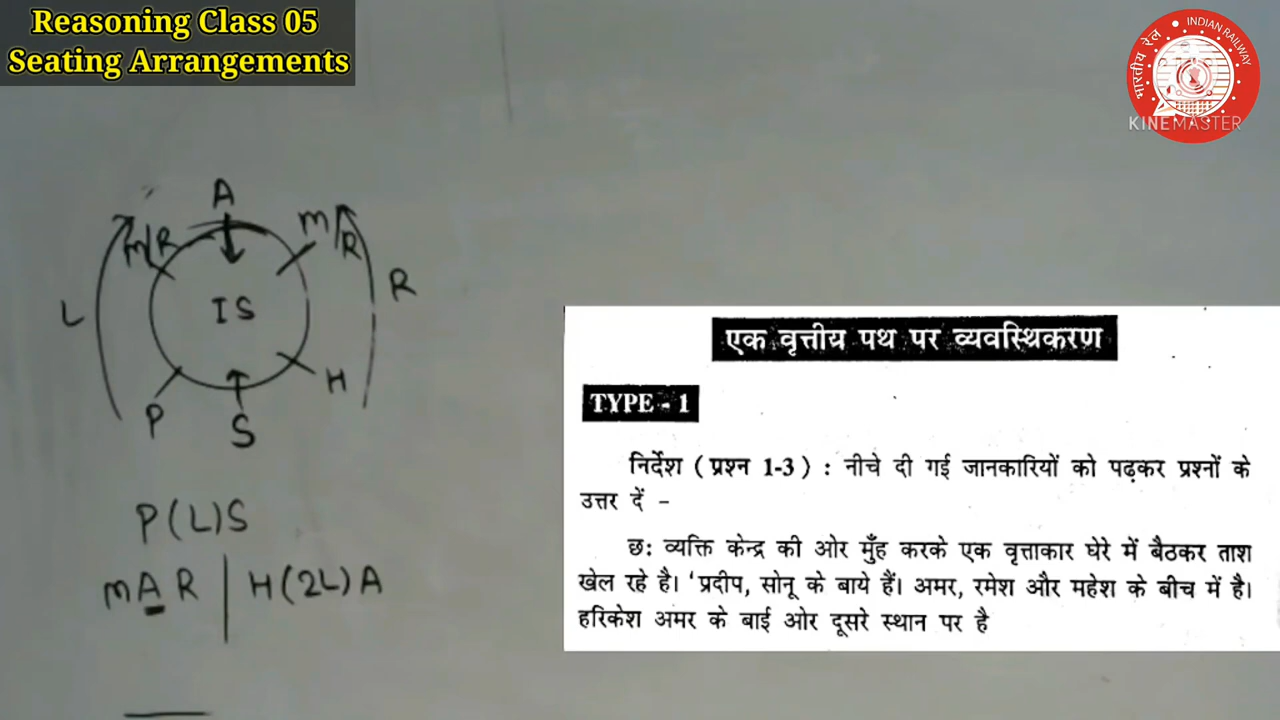 Reasoning Class 05
Seating Arrangements
भारतीय रेल
INDIAN RAILWAY
KINEMASTER
A
M/R
M/R
L
IS
R
P
S
H
P(L)S
MAR | H(2L)A
एक वृत्तीय पथ पर व्यवस्थिकरण
TYPE - 1
निर्देश ( प्रश्न 1-3 ) : नीचे दी गई जानकारियों को पढ़कर प्रश्नों के
उत्तर दें -
छ: व्यक्ति केन्द्र की ओर मुँह करके एक वृत्ताकार घेरे में बैठकर ताश
खेल रहे है। 'प्रदीप, सोनू के बाये हैं। अमर, रमेश और महेश के बीच में है।
हरिकेश अमर के बाई ओर दूसरे स्थान पर है